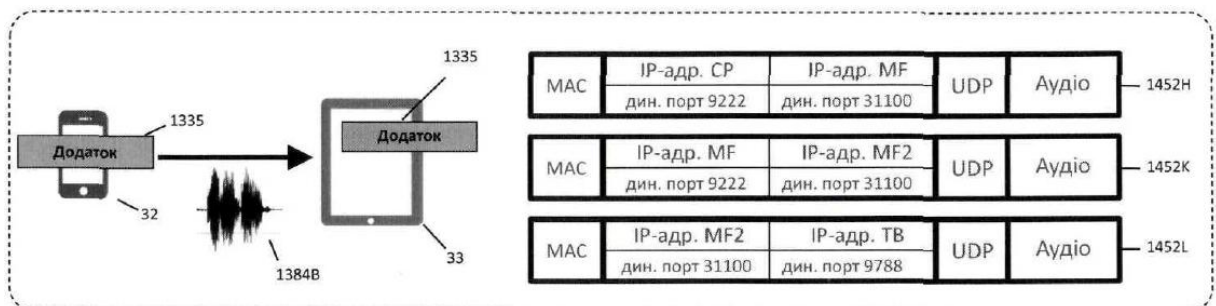 1335
1335
Додаток
Додаток
32
33
1384B
MAC
IP-адр. CP
IP-адр. MF
дин. порт 9222
дин. порт 31100
UDP
Аудіо
1452H
MAC
IP-адр. MF
IP-адр. MF2
дин. порт 9222
дин. порт 31100
UDP
Аудіо
1452K
MAC
IP-адр. MF2
IP-адр. ТВ
дин. порт 31100
дин. порт 9788
UDP
Аудіо
1452L